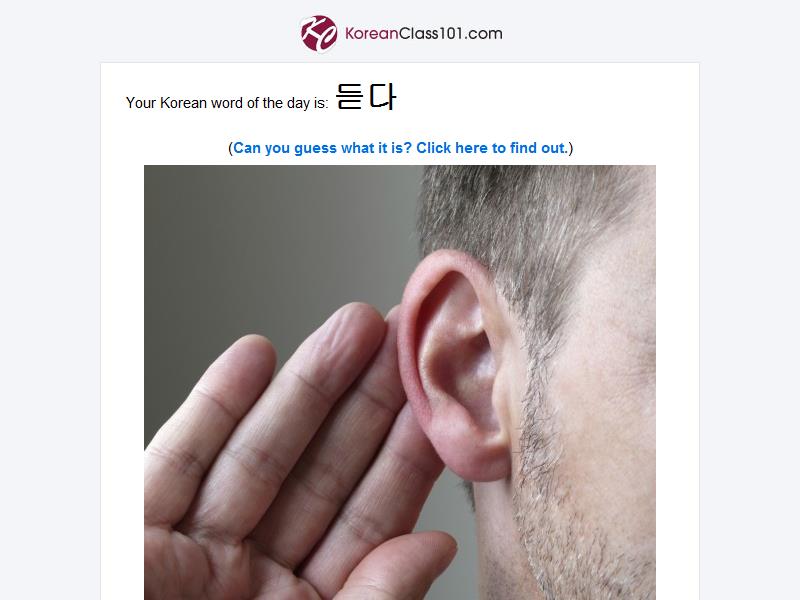 KoreanClass101.com
Your Korean word of the day is: 듣다
(Can you guess what it is? Click here to find out.)